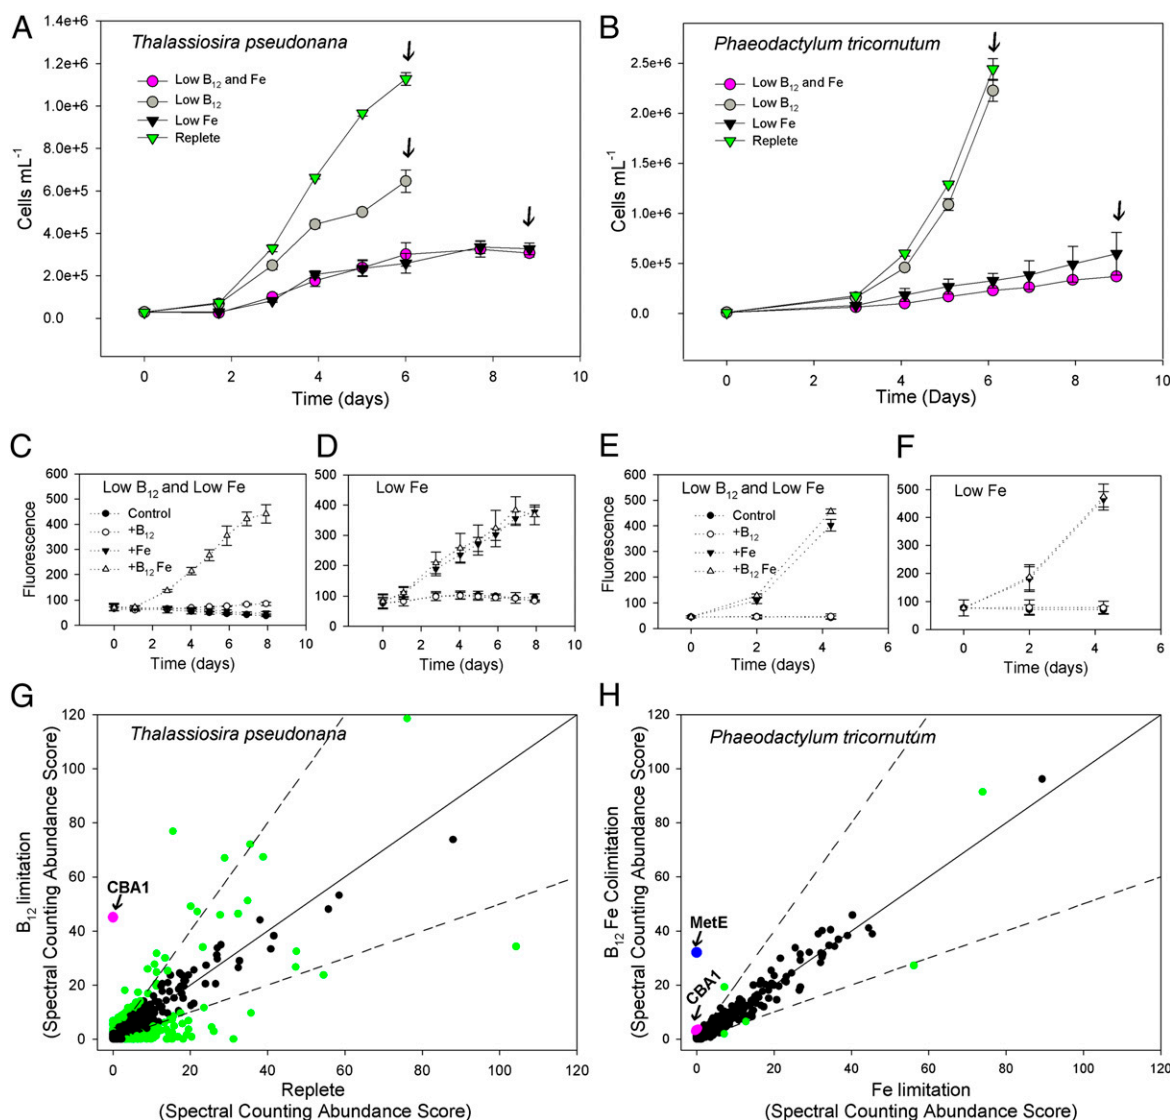 A
Thalassiosira pseudonana
Low B12 and Fe
Low B12
Low Fe
Replete
Cells mL-1
1.4e+6
1.2e+6
1.0e+6
8.0e+5
6.0e+5
4.0e+5
2.0e+5
0.0
0 2 4 6 8 10
Time (days)
B
Phaeodactylum tricornutum
Low B12 and Fe
Low B12
Low Fe
Replete
Cells mL-1
2.5e+6
2.0e+6
1.5e+6
1.0e+6
5.0e+5
0.0
0 2 4 6 8 10
Time (Days)
C
Low B12 and Low Fe
Control
+B12
+Fe
+B12 Fe
Fluorescence
600
500
400
300
200
100
0
0 2 4 6 8 10
Time (days)
D
Low Fe
400
300
200
100
0
0 2 4 6 8 10
Time (days)
E
Low B12 and Low Fe
Control
+B12
+Fe
+B12 Fe
Fluorescence
600
500
400
300
200
100
0
0 2 4 6
Time (days)
F
Low Fe
500
400
300
200
100
0
0 2 4 6
Time (days)
G
Thalassiosira pseudonana
CBA1
B12 limitation
(Spectral Counting Abundance Score)
120
100
80
60
40
20
0
0 20 40 60 80 100 120
Replete
(Spectral Counting Abundance Score)
H
Phaeodactylum tricornutum
MetE
CBA1
B12 Fe Colimitation
(Spectral Counting Abundance Score)
120
100
80
60
40
20
0
0 20 40 60 80 100 120
Fe limitation
(Spectral Counting Abundance Score)